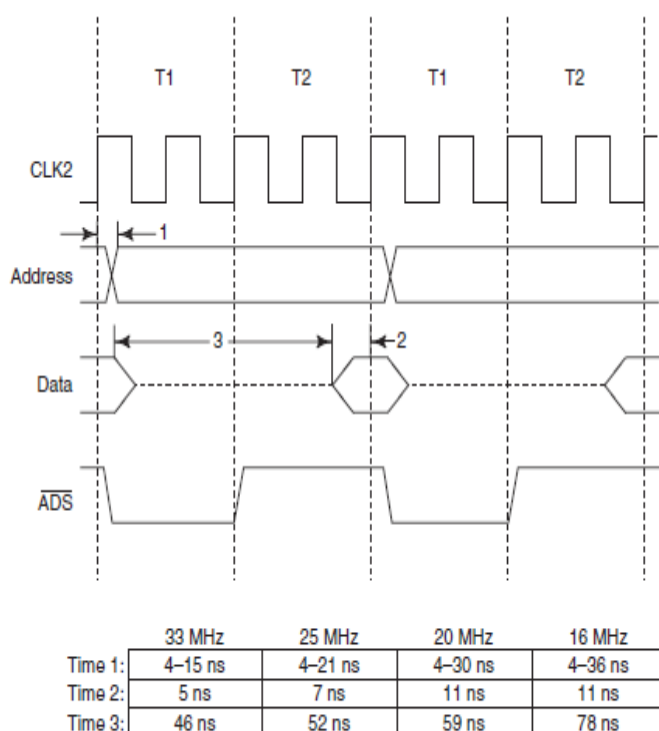 T1 T2 T1 T2
CLK2
1
Address
3 2
Data
ADS
33 MHz 25 MHz 20 MHz 16 MHz
Time 1: 4–15 ns 4–21 ns 4–30 ns 4–36 ns
Time 2: 5 ns 7 ns 11 ns 11 ns
Time 3: 46 ns 52 ns 59 ns 78 ns